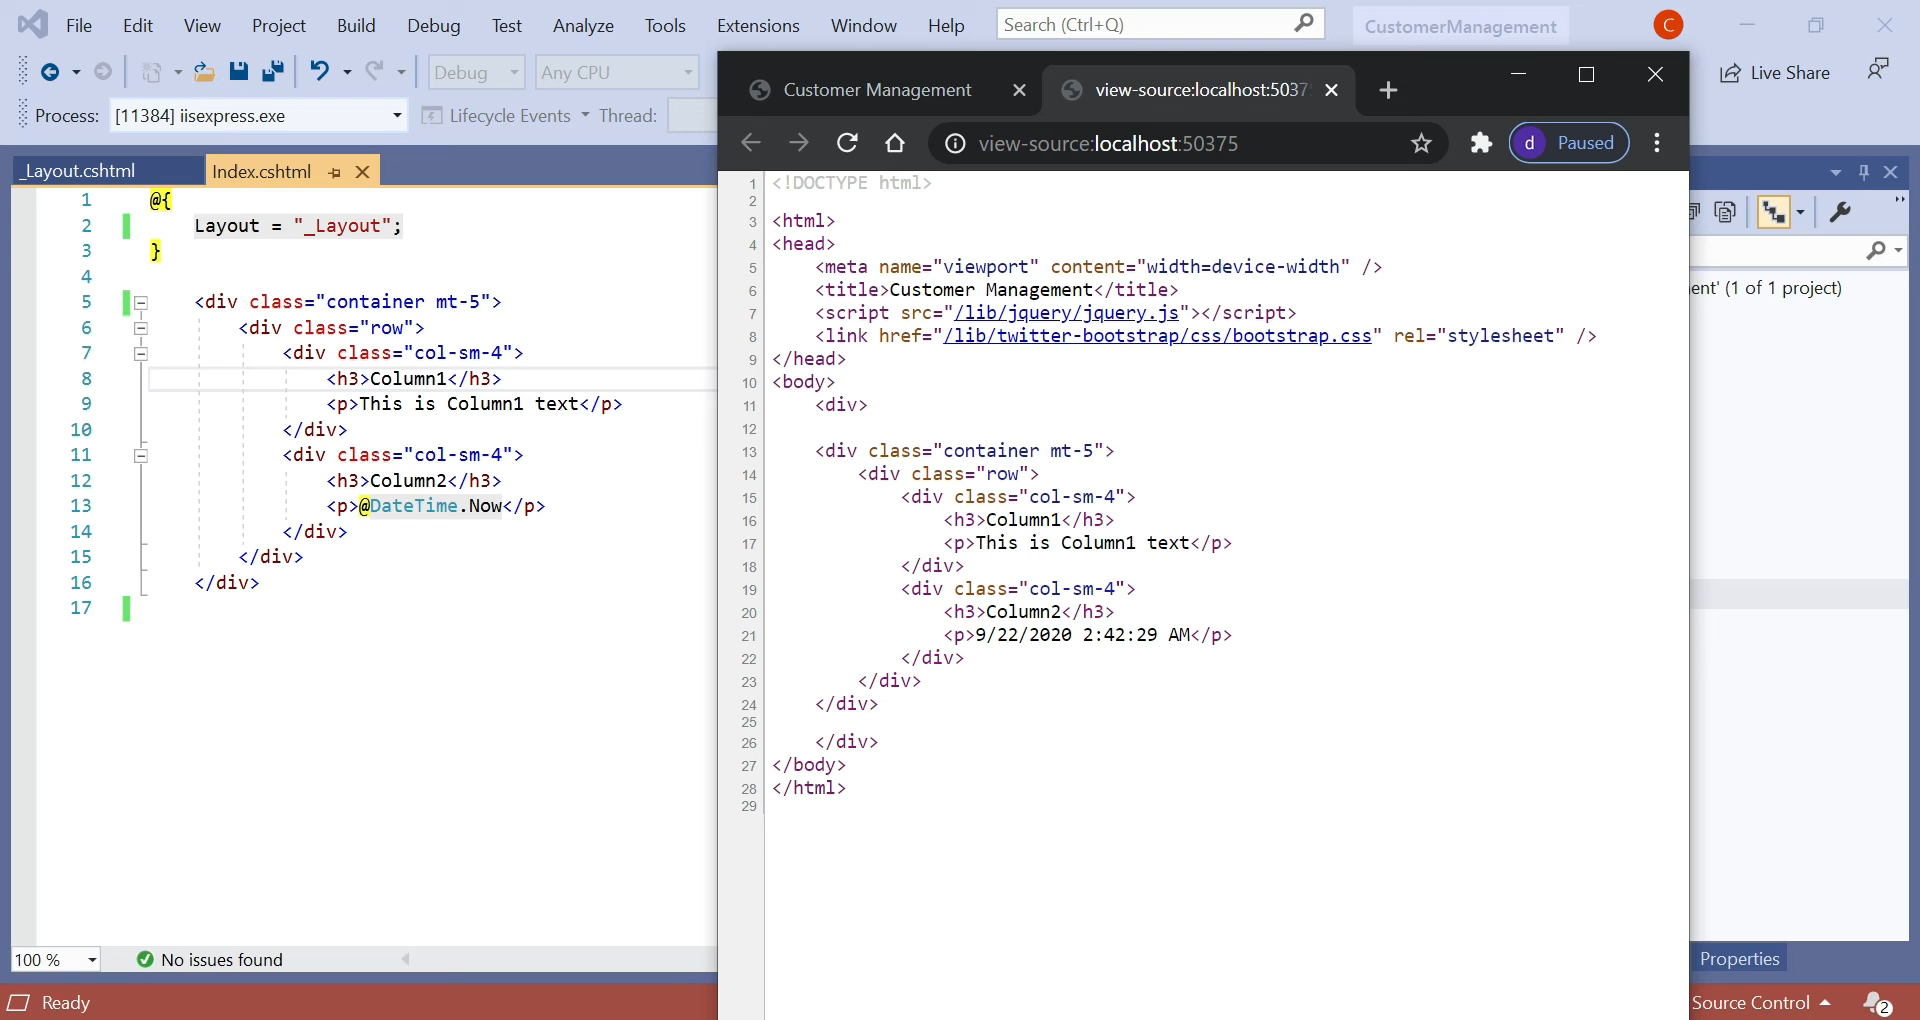 File Edit View Project Build Debug Test Analyze Tools Extensions Window Help Search (Ctrl+Q) CustomerManagement C
Debug Any CPU Live Share
Process: [11384] iisexpress.exe Lifecycle Events Thread:
_Layout.cshtml Index.cshtml
1 @{
2 Layout = "_Layout";
3 }
4
5 <div class="container mt-5">
6 <div class="row">
7 <div class="col-sm-4">
8 <h3>Column1</h3>
9 <p>This is Column1 text</p>
10 </div>
11 <div class="col-sm-4">
12 <h3>Column2</h3>
13 <p>@DateTime.Now</p>
14 </div>
15 </div>
16 </div>
17
100 % No issues found
Ready
Customer Management view-source:localhost:5037
view-source:localhost:50375 d Paused
1 <!DOCTYPE html>
2
3 <html>
4 <head>
5 <meta name="viewport" content="width=device-width" />
6 <title>Customer Management</title>
7 <script src="/lib/jquery/jquery.js"></script>
8 <link href="/lib/twitter-bootstrap/css/bootstrap.css" rel="stylesheet" />
9 </head>
10 <body>
11 <div>
12
13 <div class="container mt-5">
14 <div class="row">
15 <div class="col-sm-4">
16 <h3>Column1</h3>
17 <p>This is Column1 text</p>
18 </div>
19 <div class="col-sm-4">
20 <h3>Column2</h3>
21 <p>9/22/2020 2:42:29 AM</p>
22 </div>
23 </div>
24 </div>
25
26 </div>
27 </body>
28 </html>
29
ent' (1 of 1 project)
Properties
Source Control 2